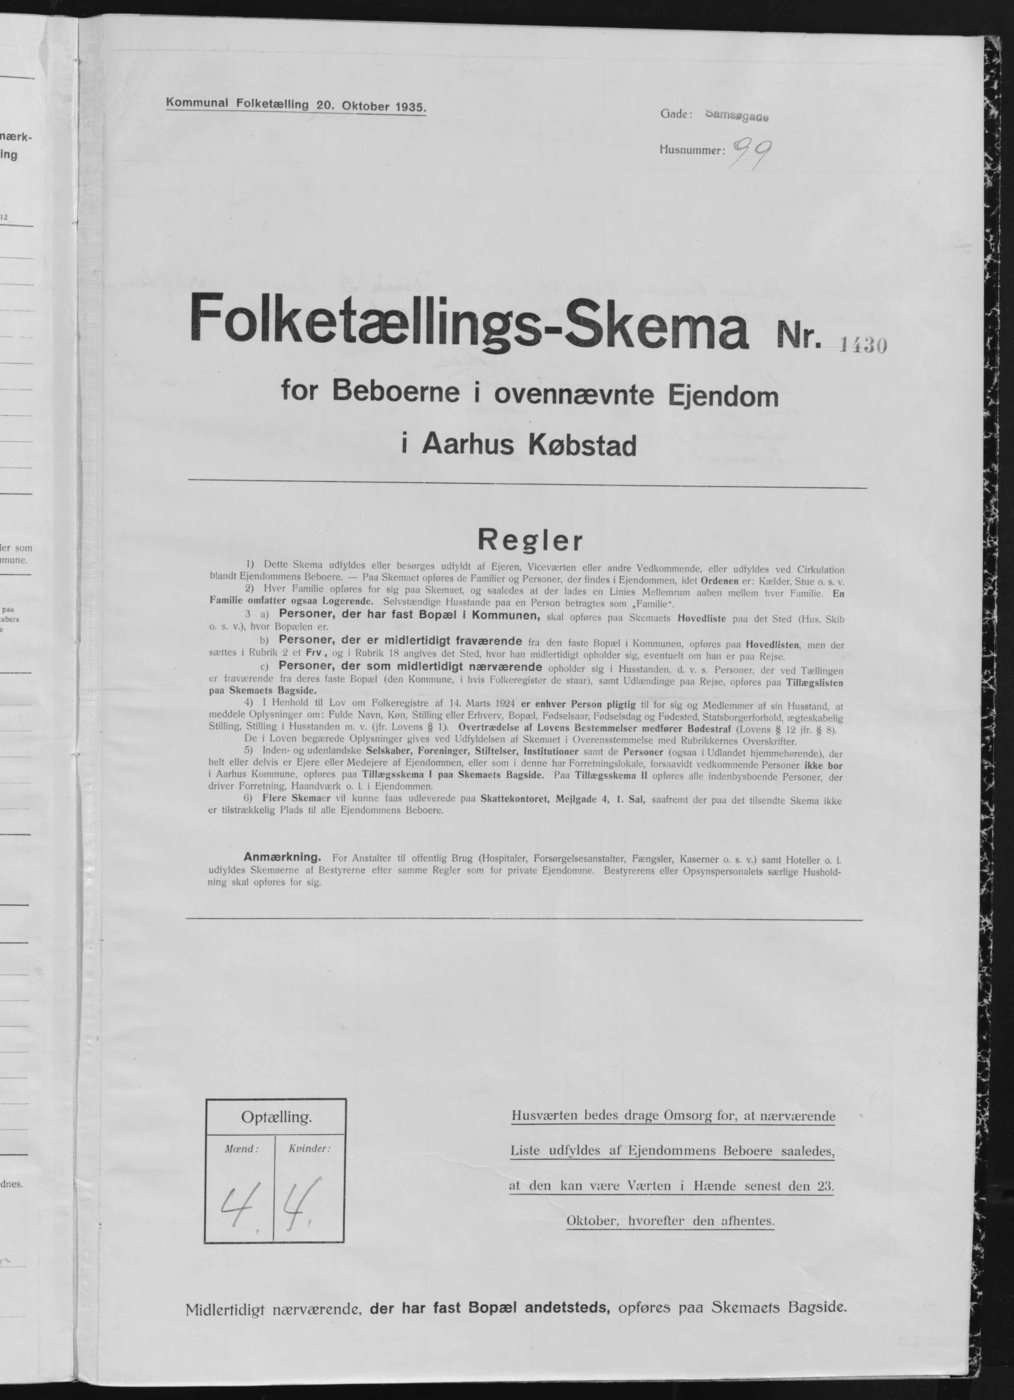 nærk-
ing
12
ler som
mmune.
paa
kabers
dnes.
Kommunal Folketælling 20. Oktober 1935.
Gade: Samsøgade
Husnummer: 99
Folketællings-Skema Nr. 1430
for Beboerne i ovennævnte Ejendom
i Aarhus Købstad
Regler
1) Dette Skema udfyldes eller besørges udfyldt af Ejeren, Viceværten eller andre Vedkommende, eller udfyldes ved Cirkulation
blandt Ejendommens Beboere. — Paa Skemaet opføres de Familier og Personer, der findes i Ejendommen, idet Ordenen er: Kælder, Stue o. s. v.
2) Hver Familie opføres for sig paa Skemaet, og saaledes at der lades en Linies Mellemrum aaben mellem hver Familie. En
Familie omfatter ogsaa Logerende. Selvstændige Husstande paa en Person betragtes som „Familie".
3 a) Personer, der har fast Bopæl i Kommunen, skal opføres paa Skemaets Hovedliste paa det Sted (Hus, Skib
o. s. v.), hvor Bopælen er.
b) Personer, der er midlertidigt fraværende fra den faste Bopæl i Kommunen, opføres paa Hovedlisten, men der
sættes i Rubrik 2 et Frv, og i Rubrik 18 angives det Sted, hvor han midlertidigt opholder sig, eventuelt om han er paa Rejse.
c) Personer, der som midlertidigt nærværende opholder sig i Husstanden, d. v. s. Personer, der ved Tællingen
er fraværende fra deres faste Bopæl (den Kommune, i hvis Folkeregister de staar), samt Udlændinge paa Rejse, opføres paa Tillægslisten
paa Skemaets Bagside.
4) I Henhold til Lov om Folkeregistre af 14. Marts 1924 er enhver Person pligtig til for sig og Medlemmer af sin Husstand, at
meddele Oplysninger om: Fulde Navn, Køn, Stilling eller Erhverv, Bopæl, Fødselsaar, Fødselsdag og Fødested, Statsborgerforhold, ægteskabelig
Stilling, Stilling i Husstanden m. v. (jfr. Lovens § 1). Overtrædelse af Lovens Bestemmelser medfører Bødestraf (Lovens § 12 jfr. § 8).
De i Loven begærede Oplysninger gives ved Udfyldelsen af Skemaet i Overensstemmelse med Rubrikkernes Overskrifter.
5) Inden- og udenlandske Selskaber, Foreninger, Stiftelser, Institutioner samt de Personer (ogsaa i Udlandet hjemmehørende), der
helt eller delvis er Ejere eller Medejere af Ejendommen, eller som i denne har Forretningslokale, forsaavidt vedkommende Personer ikke bor
i Aarhus Kommune, opføres paa Tillægsskema I paa Skemaets Bagside. Paa Tillægsskema II opføres alle indenbysboende Personer, der
driver Forretning, Haandværk o. l. i Ejendommen.
6) Flere Skemaer vil kunne faas udleverede paa Skattekontoret, Mejlgade 4, 1. Sal, saafremt der paa det tilsendte Skema ikke
er tilstrækkelig Plads til alle Ejendommens Beboere.
Anmærkning. For Anstalter til offentlig Brug (Hospitaler, Forsørgelsesanstalter, Fængsler, Kaserner o. s. v.) samt Hoteller o. l.
udfyldes Skemaerne af Bestyrerne efter samme Regler som for private Ejendomme. Bestyrerens eller Opsynspersonalets særlige Hushold-
ning skal opføres for sig.
Optælling.
Mænd: Kvinder:
4. 4.
Husværten bedes drage Omsorg for, at nærværende
Liste udfyldes af Ejendommens Beboere saaledes,
at den kan være Værten i Hænde senest den 23.
Oktober, hvorefter den afhentes.
Midlertidigt nærværende, der har fast Bopæl andetsteds, opføres paa Skemaets Bagside.